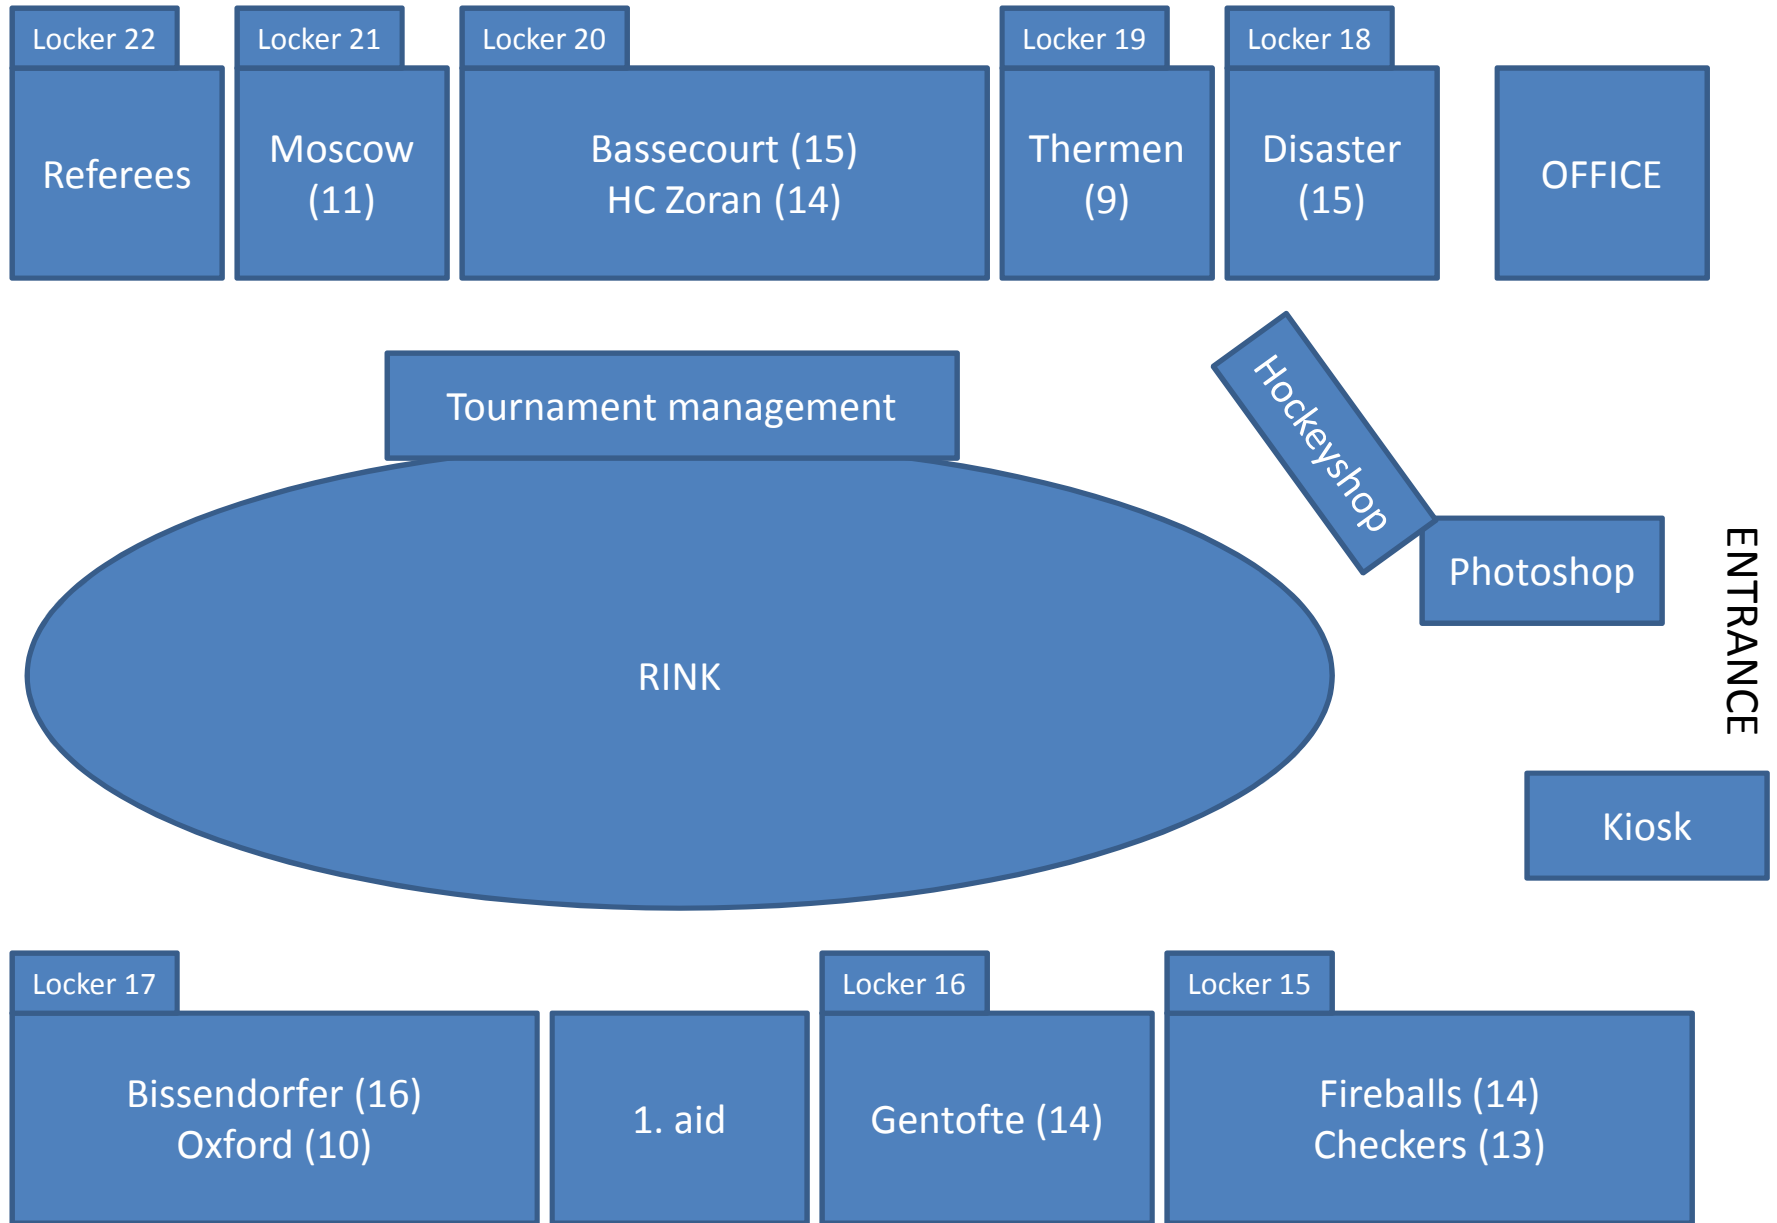 Locker 22
Locker 21
Locker 20
Locker 19
Locker 18
Referees
Moscow
(11)
Bassecourt (15)
HC Zoran (14)
Thermen
(9)
Disaster
(15)
OFFICE
Tournament management
Hockeyshop
Photoshop
ENTRANCE
RINK
Kiosk
Locker 17
Locker 16
Locker 15
Bissendorfer (16)
Oxford (10)
1. aid
Gentofte (14)
Fireballs (14)
Checkers (13)